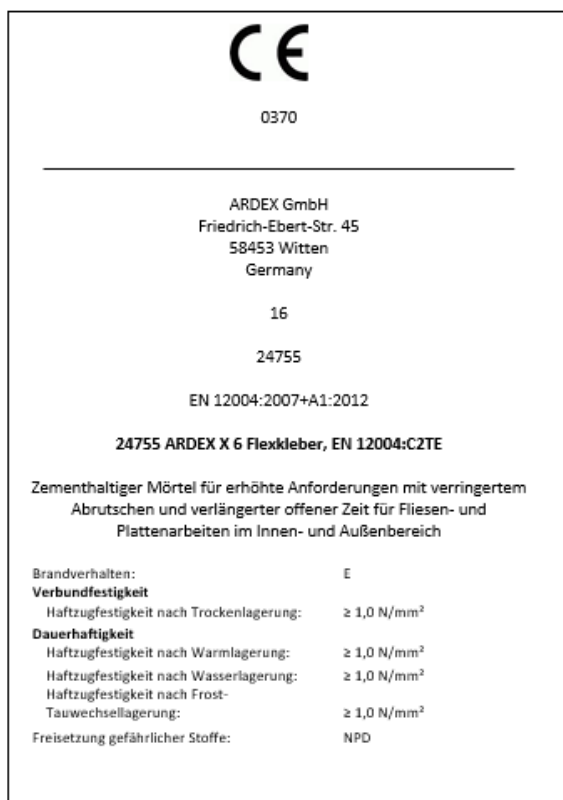 CE
0370
ARDEX GmbH
Friedrich-Ebert-Str. 45
58453 Witten
Germany
16
24755
EN 12004:2007+A1:2012
24755 ARDEX X 6 Flexkleber, EN 12004:C2TE
Zementhaltiger Mörtel für erhöhte Anforderungen mit verringertem
Abrutschen und verlängerter offener Zeit für Fliesen- und
Plattenarbeiten im Innen- und Außenbereich
Brandverhalten: E
Verbundfestigkeit
Haftzugfestigkeit nach Trockenlagerung: ≥ 1,0 N/mm²
Dauerhaftigkeit
Haftzugfestigkeit nach Warmlagerung: ≥ 1,0 N/mm²
Haftzugfestigkeit nach Wasserlagerung: ≥ 1,0 N/mm²
Haftzugfestigkeit nach Frost-
Tauwechsellagerung: ≥ 1,0 N/mm²
Freisetzung gefährlicher Stoffe: NPD